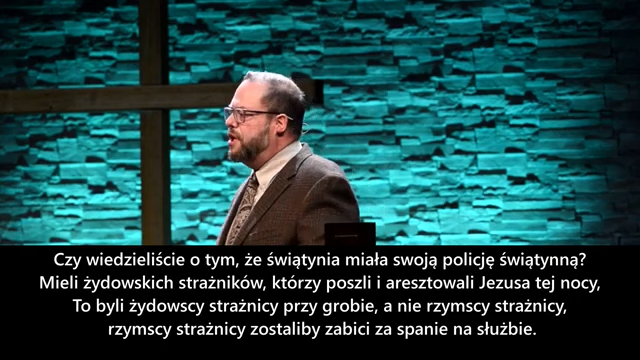 Czy wiedzieliście o tym, że świątynia miała swoją policję świątynną?
Mieli żydowskich strażników, którzy poszli i aresztowali Jezusa tej nocy,
To byli żydowscy strażnicy przy grobie, a nie rzymscy strażnicy,
rzymscy strażnicy zostaliby zabici za spanie na służbie.